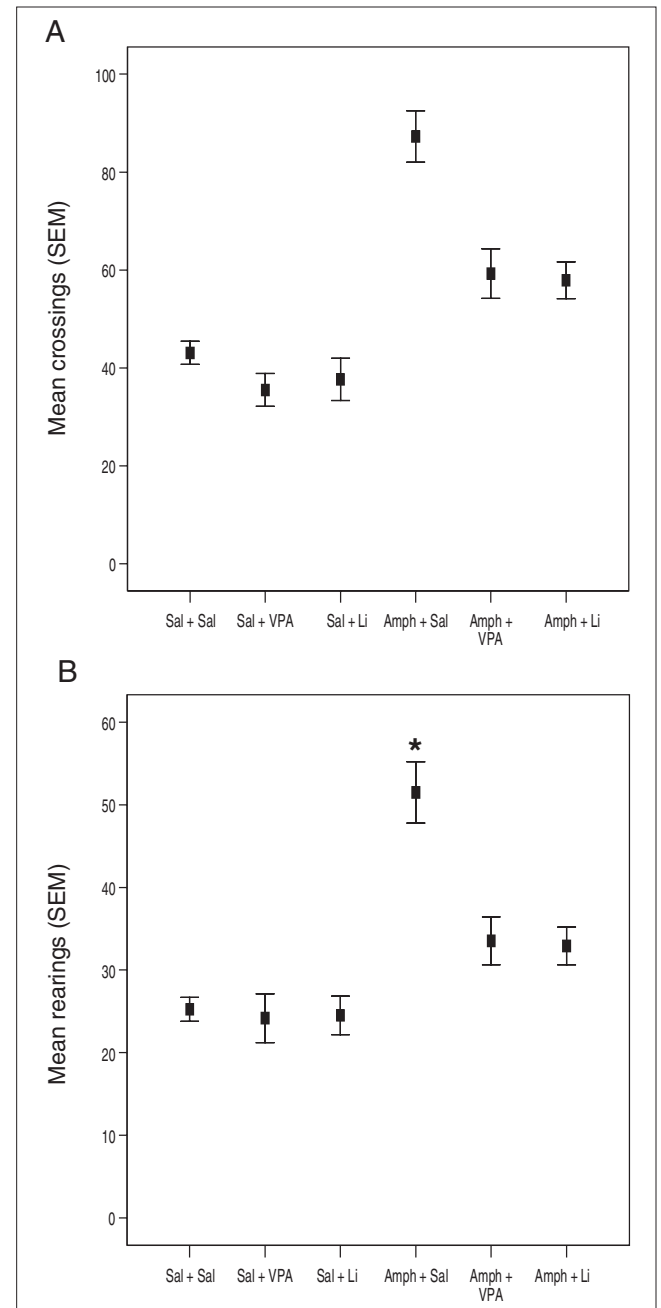 A
Mean crossings (SEM)
100
80
60
40
20
0
Sal + Sal Sal + VPA Sal + Li Amph + Sal Amph + VPA Amph + Li
B
Mean rearings (SEM)
60
50
40
30
20
10
0
*
Sal + Sal Sal + VPA Sal + Li Amph + Sal Amph + VPA Amph + Li